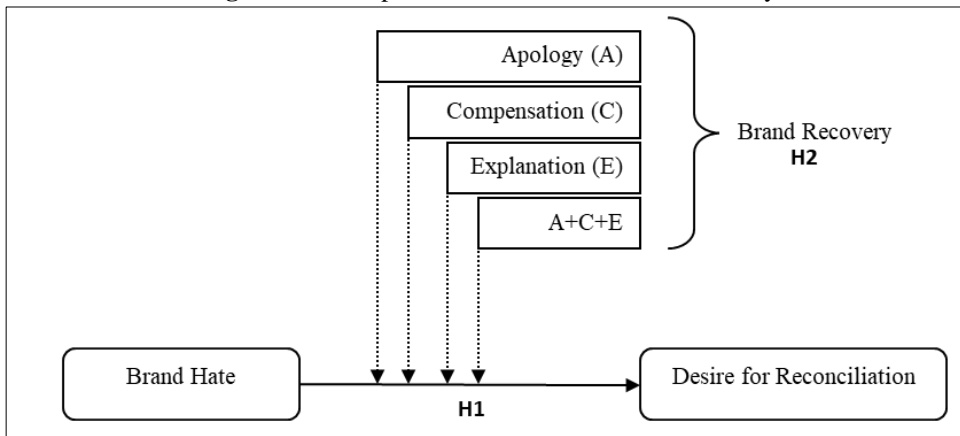 Apology (A)
Compensation (C)
Explanation (E)
A+C+E
Brand Recovery
H2
Brand Hate
H1
Desire for Reconciliation